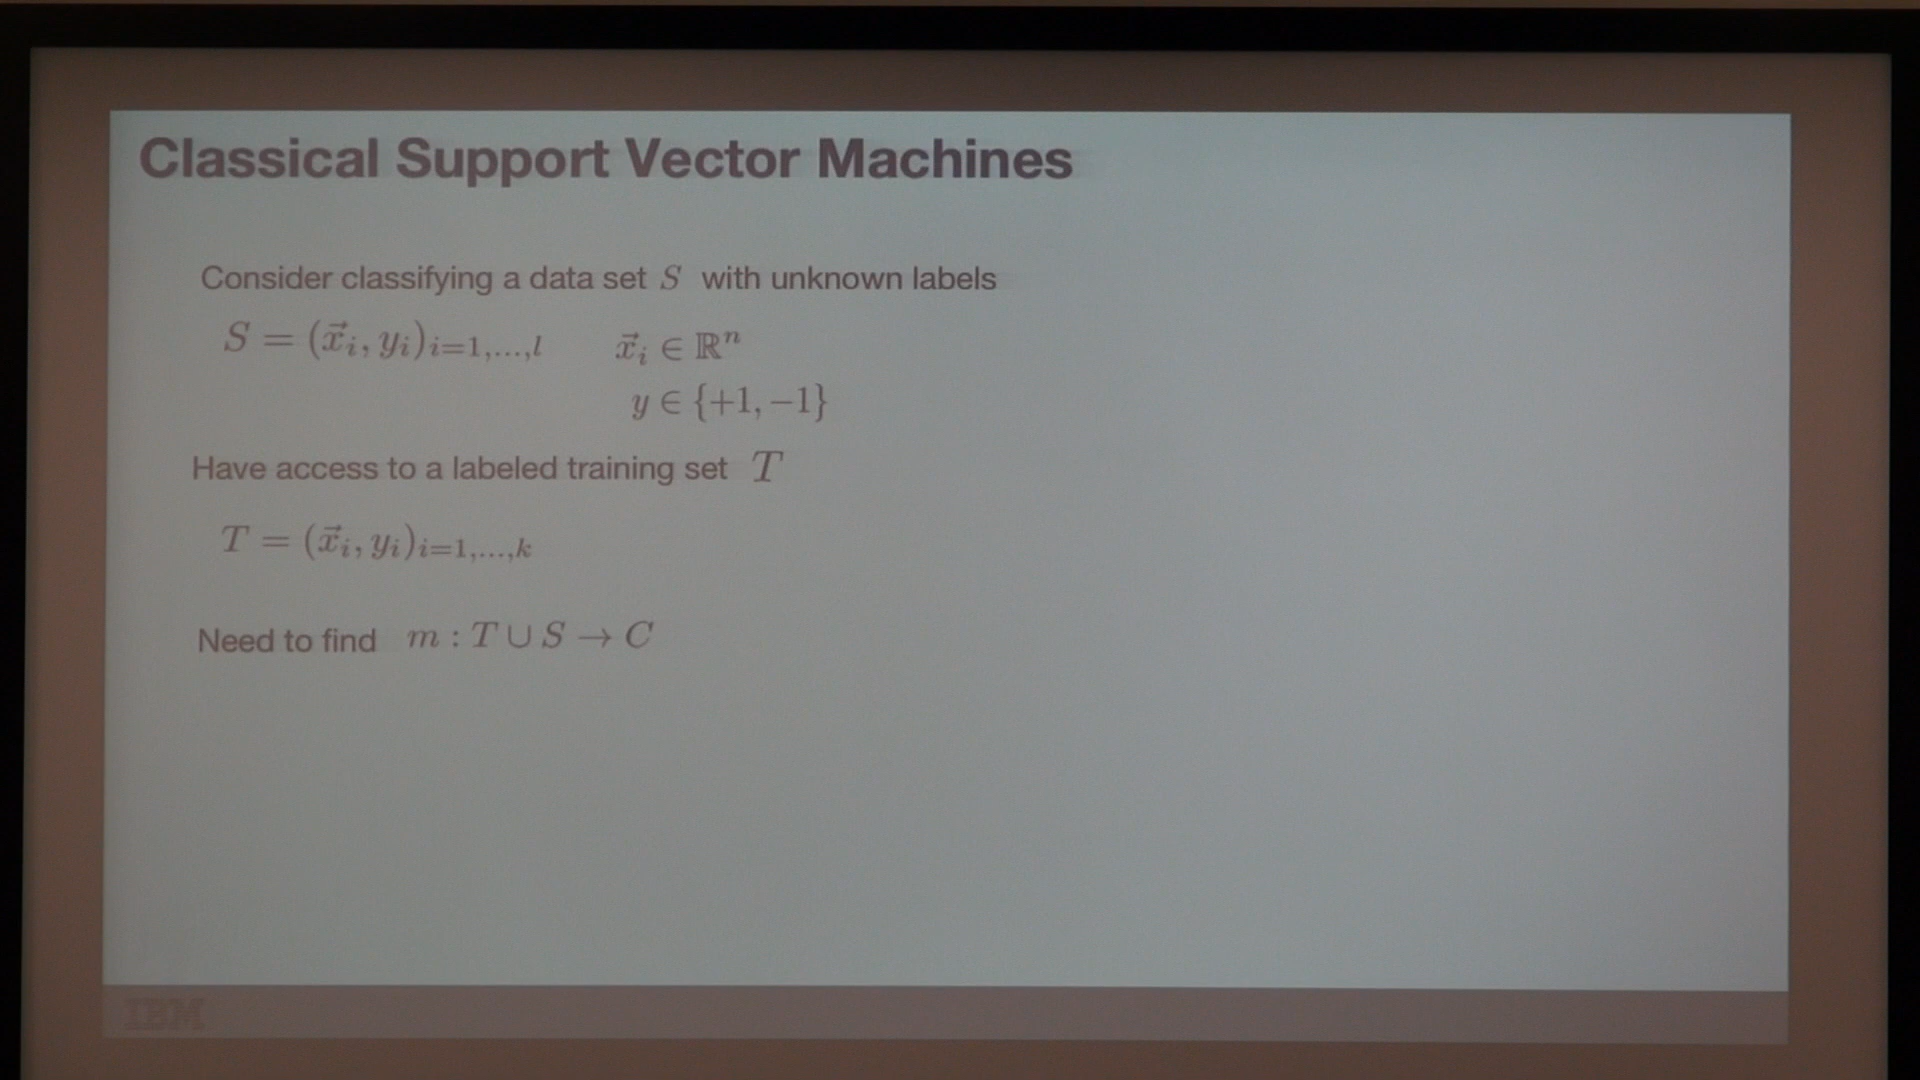 Classical Support Vector Machines
Consider classifying a data set S with unknown labels
S = (x⃗ᵢ, yᵢ)ᵢ₌₁,...,ₗ    x⃗ᵢ ∈ ℝⁿ
y ∈ {+1, −1}
Have access to a labeled training set T
T = (x⃗ᵢ, yᵢ)ᵢ₌₁,...,ₖ
Need to find m : T ∪ S → C
IBM